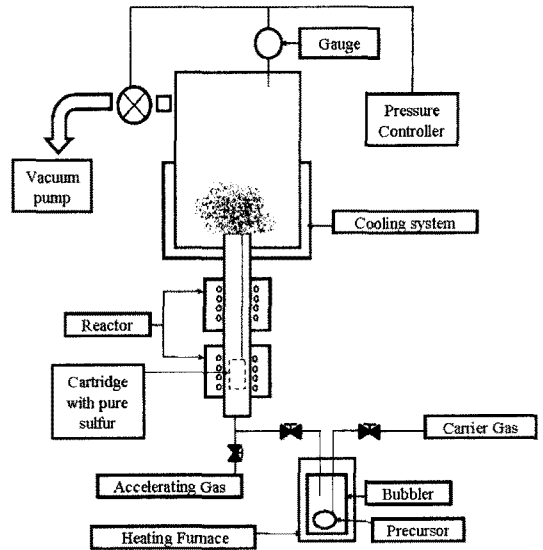 Gauge
Pressure
Controller
Vacuum
pump
Cooling system
Reactor
Cartridge
with pure
sulfur
Carrier Gas
Accelerating Gas
Bubbler
Precursor
Heating Furnace